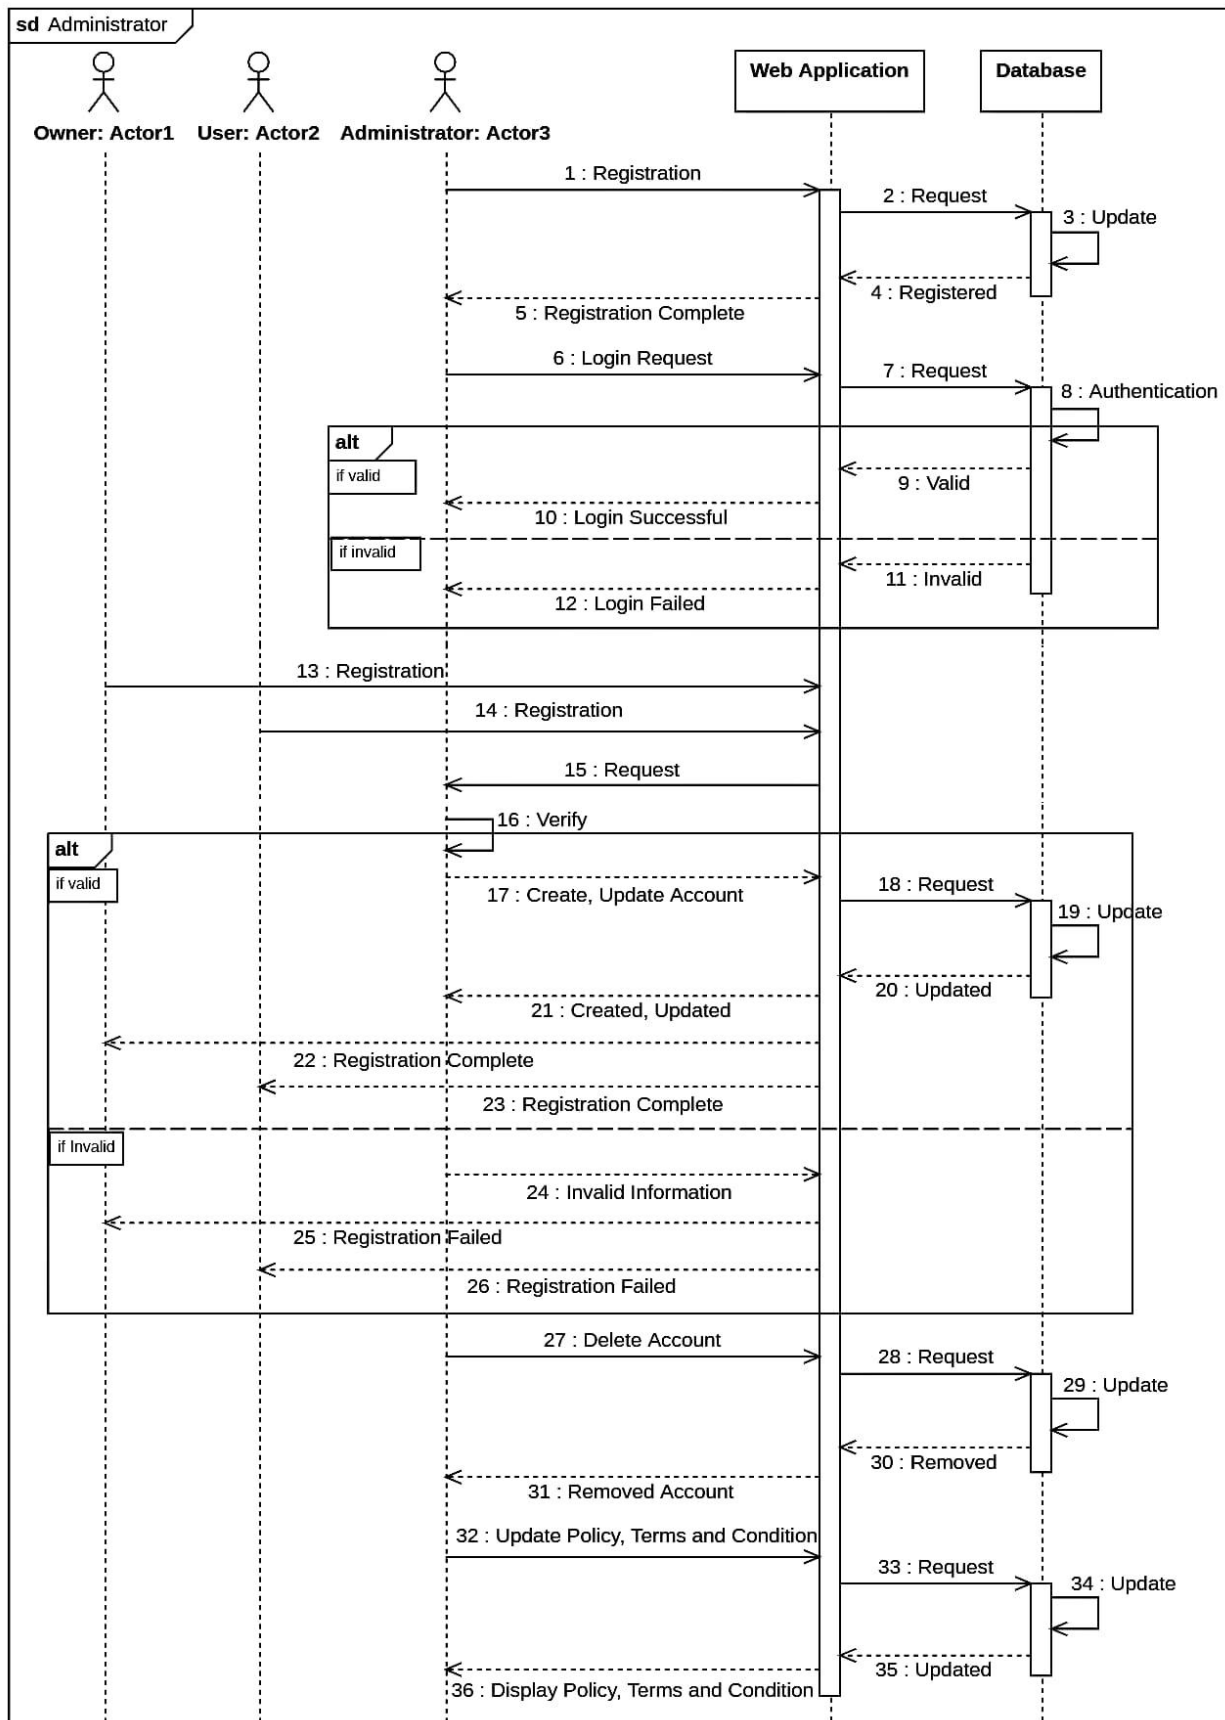 sd Administrator
Web Application
Database
Owner: Actor1
User: Actor2
Administrator: Actor3
1 : Registration
2 : Request
3 : Update
4 : Registered
5 : Registration Complete
6 : Login Request
7 : Request
8 : Authentication
alt
if valid
9 : Valid
10 : Login Successful
if invalid
11 : Invalid
12 : Login Failed
13 : Registration
14 : Registration
15 : Request
16 : Verify
alt
if valid
17 : Create, Update Account
18 : Request
19 : Update
20 : Updated
21 : Created, Updated
22 : Registration Complete
23 : Registration Complete
if Invalid
24 : Invalid Information
25 : Registration Failed
26 : Registration Failed
27 : Delete Account
28 : Request
29 : Update
30 : Removed
31 : Removed Account
32 : Update Policy, Terms and Condition
33 : Request
34 : Update
35 : Updated
36 : Display Policy, Terms and Condition